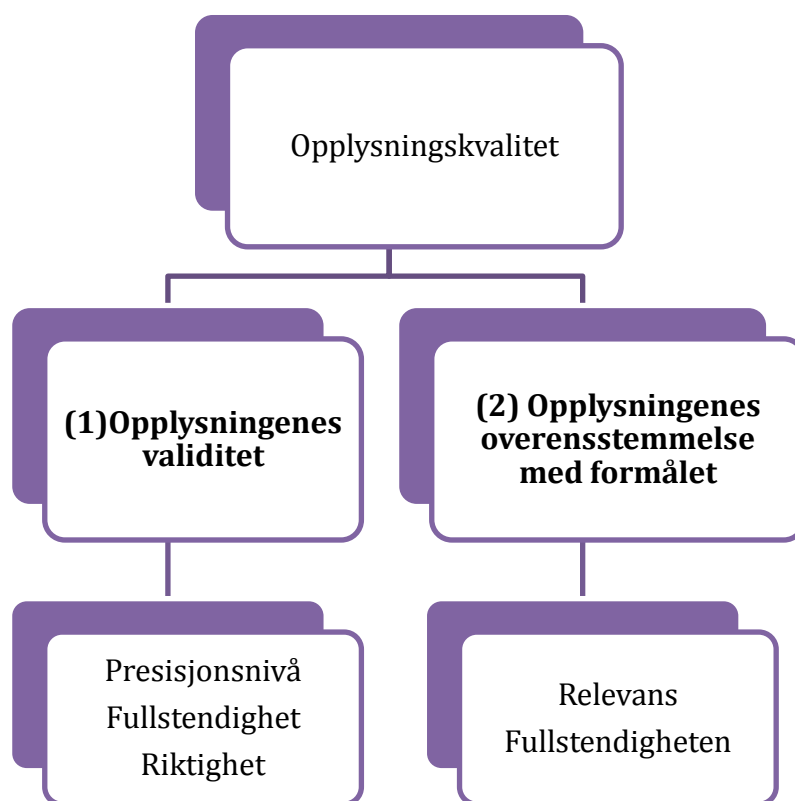 Opplysningskvalitet
(1)Opplysningenes
validitet
(2) Opplysningenes
overensstemmelse
med formålet
Presisjonsnivå
Fullstendighet
Riktighet
Relevans
Fullstendigheten